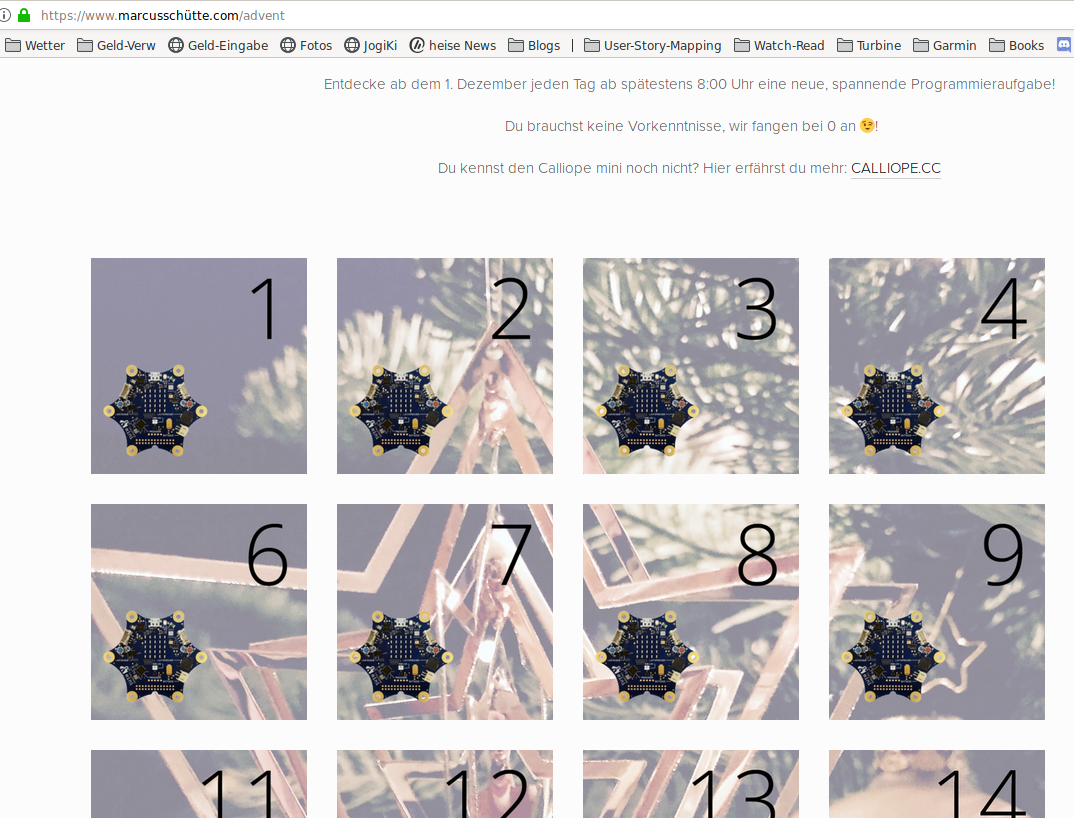 https://www.marcusschütte.com/advent
Wetter Geld-Verw Geld-Eingabe Fotos JogiKi heise News Blogs | User-Story-Mapping Watch-Read Turbine Garmin Books
Entdecke ab dem 1. Dezember jeden Tag ab spätestens 8:00 Uhr eine neue, spannende Programmieraufgabe!
Du brauchst keine Vorkenntnisse, wir fangen bei 0 an 😉!
Du kennst den Calliope mini noch nicht? Hier erfährst du mehr: CALLIOPE.CC
1 2 3 4
6 7 8 9
11 12 13 14